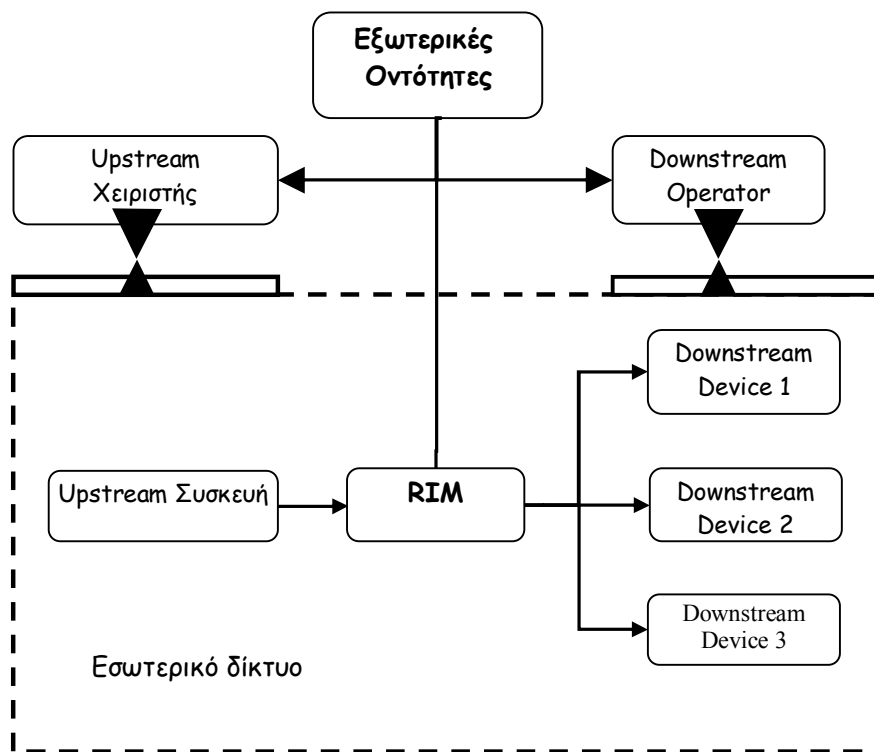 Εξωτερικές
Οντότητες
Upstream
Χειριστής
Downstream
Operator
Downstream
Device 1
Upstream Συσκευή
RIM
Downstream
Device 2
Downstream
Device 3
Εσωτερικό δίκτυο